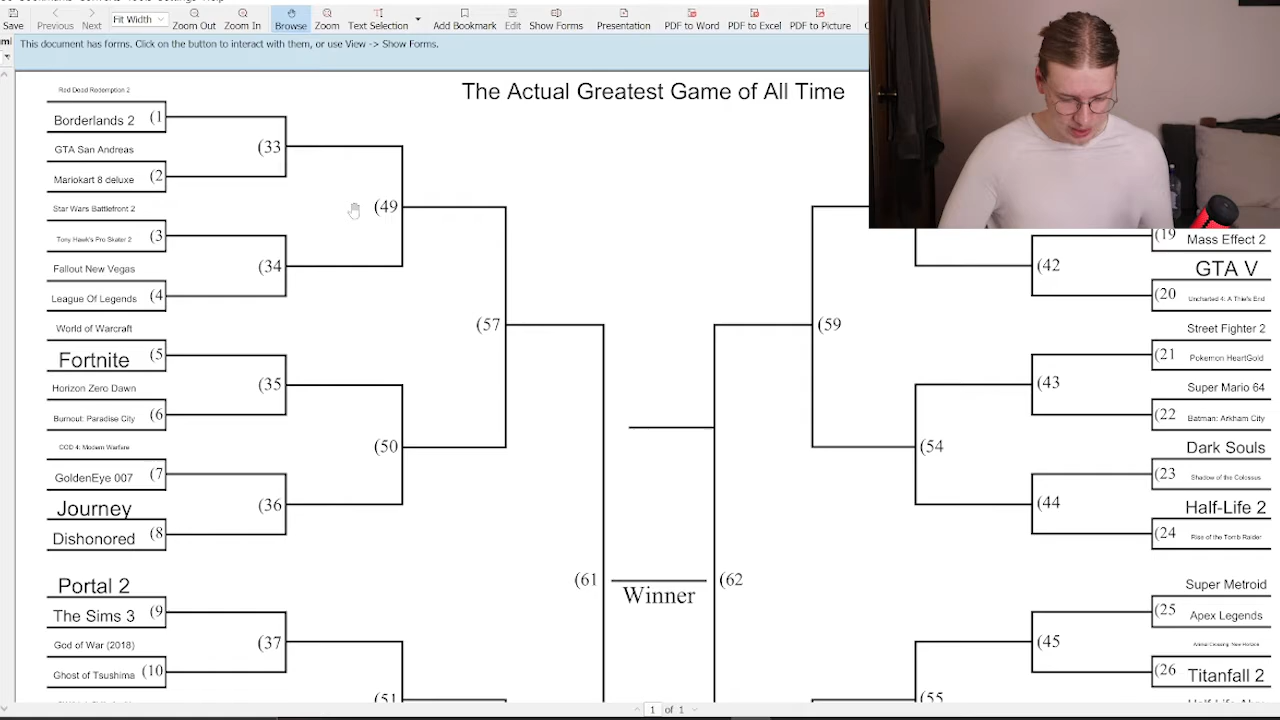 Save
Previous
Next
Fit Width
Zoom Out
Zoom In
Browse
Zoom
Text Selection
Add Bookmark
Edit
Show Forms
Presentation
PDF to Word
PDF to Excel
PDF to Picture
This document has forms. Click on the button to interact with them, or use View -> Show Forms.
The Actual Greatest Game of All Time
Red Dead Redemption 2
Borderlands 2 (1
GTA San Andreas
Mariokart 8 deluxe (2
Star Wars Battlefront 2
Tony Hawk's Pro Skater 2 (3
Fallout New Vegas
League Of Legends (4
World of Warcraft
Fortnite (5
Horizon Zero Dawn
Burnout: Paradise City (6
COD 4: Modern Warfare
GoldenEye 007 (7
Journey
Dishonored (8
Portal 2
The Sims 3 (9
God of War (2018)
Ghost of Tsushima (10
(33
(34
(35
(36
(37
(49
(50
(51
(57
(61
Winner
(62
(59
(54
(55
(42
(43
(44
(45
(19 Mass Effect 2
GTA V
(20 Uncharted 4: A Thief's End
Street Fighter 2
(21 Pokemon HeartGold
Super Mario 64
(22 Batman: Arkham City
Dark Souls
(23 Shadow of the Colossus
Half-Life 2
(24 Rise of the Tomb Raider
Super Metroid
(25 Apex Legends
Animal Crossing: New Horizons
(26 Titanfall 2
1 of 1